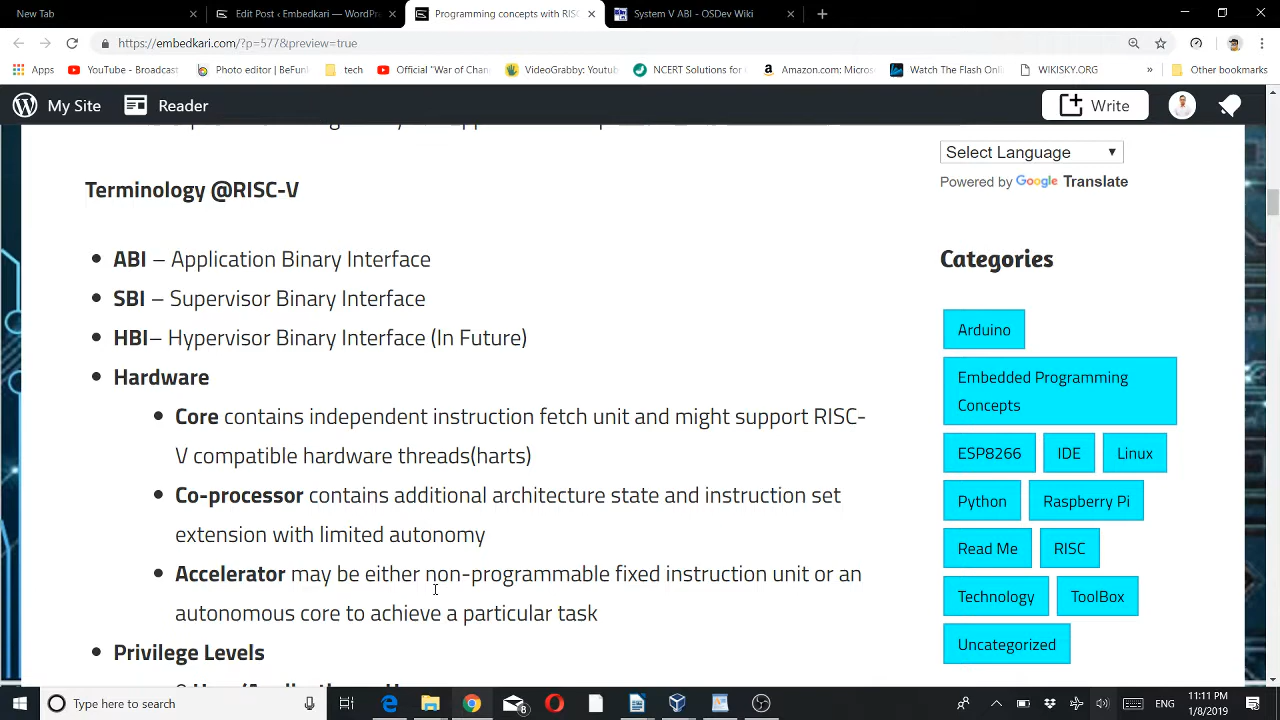 New Tab
Edit Post ‹ Embedkari — WordPr
Programming concepts with RISC
System V ABI - OSDev Wiki
https://embedkari.com/?p=577&preview=true
Apps
YouTube - Broadcast
Photo editor | BeFun
tech
Official "War of Chan
VideoGrabby: Youtub
NCERT Solutions for
Amazon.com: Micros
Watch The Flash Onl
WIKISKY.ORG
»
Other bookmarks
My Site
Reader
Write
Select Language
Powered by Google Translate
Terminology @RISC-V
ABI – Application Binary Interface
SBI – Supervisor Binary Interface
HBI– Hypervisor Binary Interface (In Future)
Hardware
Core contains independent instruction fetch unit and might support RISC-
V compatible hardware threads(harts)
Co-processor contains additional architecture state and instruction set
extension with limited autonomy
Accelerator may be either non-programmable fixed instruction unit or an
autonomous core to achieve a particular task
Privilege Levels
Categories
Arduino
Embedded Programming
Concepts
ESP8266
IDE
Linux
Python
Raspberry Pi
Read Me
RISC
Technology
ToolBox
Uncategorized
Type here to search
ENG
11:11 PM
1/8/2019